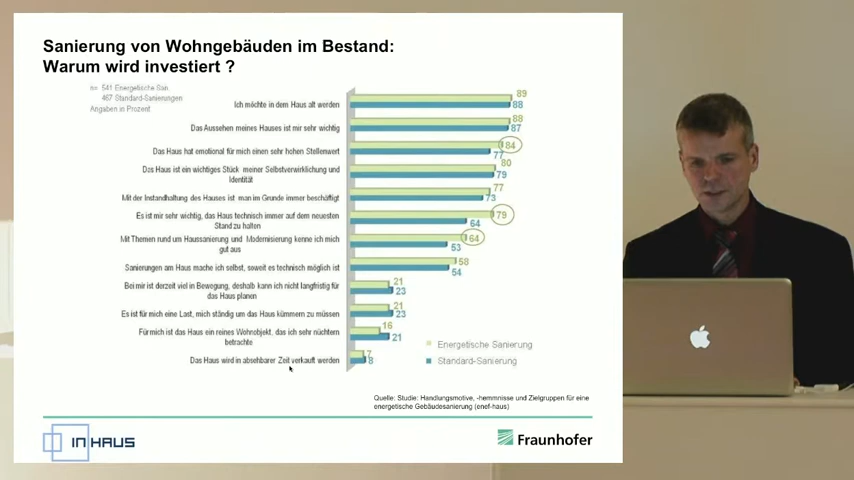 Sanierung von Wohngebäuden im Bestand:
Warum wird investiert ?
n= 541 Energetische San.
467 Standard-Sanierungen
Angaben in Prozent
Ich möchte in dem Haus alt werden
89
88
Das Aussehen meines Hauses ist mir sehr wichtig
88
87
Das Haus hat emotional für mich einen sehr hohen Stellenwert
84
77
Das Haus ist ein wichtiges Stück meiner Selbstverwirklichung und
Identität
80
79
Mit der Instandhaltung des Hauses ist man im Grunde immer beschäftigt
77
73
Es ist mir sehr wichtig, das Haus technisch immer auf dem neuesten
Stand zu halten
79
64
Mit Themen rund um Haussanierung und Modernisierung kenne ich mich
gut aus
64
53
Sanierungen am Haus mache ich selbst, soweit es technisch möglich ist
58
54
Bei mir ist derzeit viel in Bewegung, deshalb kann ich nicht langfristig für
das Haus planen
21
23
Es ist für mich eine Last, mich ständig um das Haus kümmern zu müssen
21
23
Für mich ist das Haus ein reines Wohnobjekt, das ich sehr nüchtern
betrachte
16
21
Das Haus wird in absehbarer Zeit verkauft werden
7
8
Energetische Sanierung
Standard-Sanierung
Quelle: Studie: Handlungsmotive, -hemmnisse und Zielgruppen für eine
energetische Gebäudesanierung (enef-haus)
INHAUS
Fraunhofer